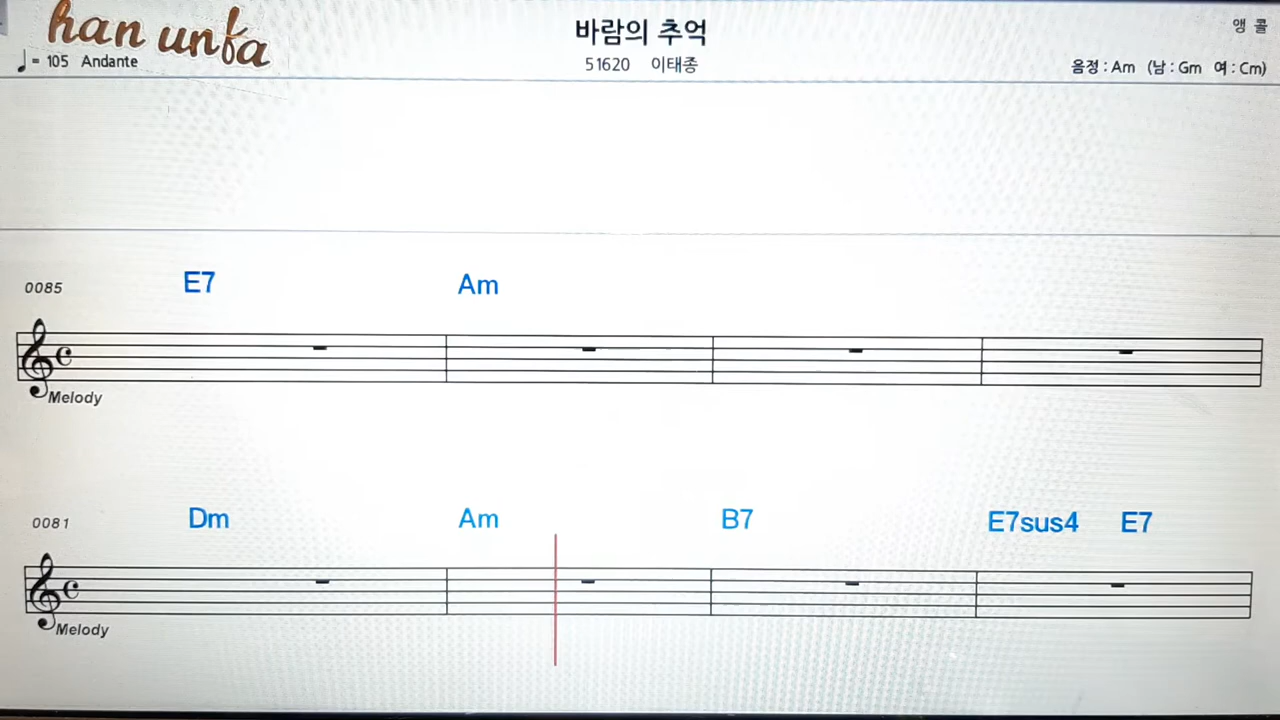 han unfa
바람의 추억
앵 콜
♩= 105 Andante
51620 이태종
음정 : Am (남 : Gm 여 : Cm)
0085 E7 Am
Melody
0081 Dm Am B7 E7sus4 E7
Melody